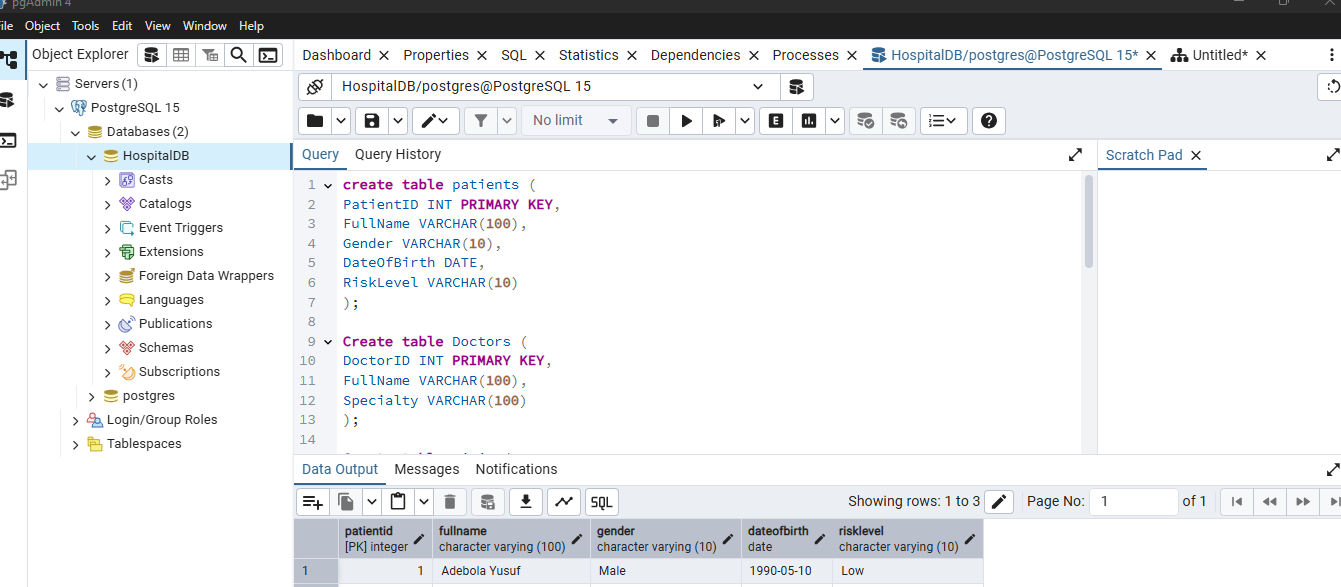 pgAdmin 4
ile Object Tools Edit View Window Help
Object Explorer
Servers (1)
PostgreSQL 15
Databases (2)
HospitalDB
Casts
Catalogs
Event Triggers
Extensions
Foreign Data Wrappers
Languages
Publications
Schemas
Subscriptions
postgres
Login/Group Roles
Tablespaces
Dashboard Properties SQL Statistics Dependencies Processes HospitalDB/postgres@PostgreSQL 15* Untitled*
HospitalDB/postgres@PostgreSQL 15
No limit E
Query Query History Scratch Pad
1 create table patients (
2 PatientID INT PRIMARY KEY,
3 FullName VARCHAR(100),
4 Gender VARCHAR(10),
5 DateOfBirth DATE,
6 RiskLevel VARCHAR(10)
7 );
8
9 Create table Doctors (
10 DoctorID INT PRIMARY KEY,
11 FullName VARCHAR(100),
12 Specialty VARCHAR(100)
13 );
14
Data Output Messages Notifications
SQL Showing rows: 1 to 3 Page No: 1 of 1
patientid fullname gender dateofbirth risklevel
[PK] integer character varying (100) character varying (10) date character varying (10)
1 1 Adebola Yusuf Male 1990-05-10 Low